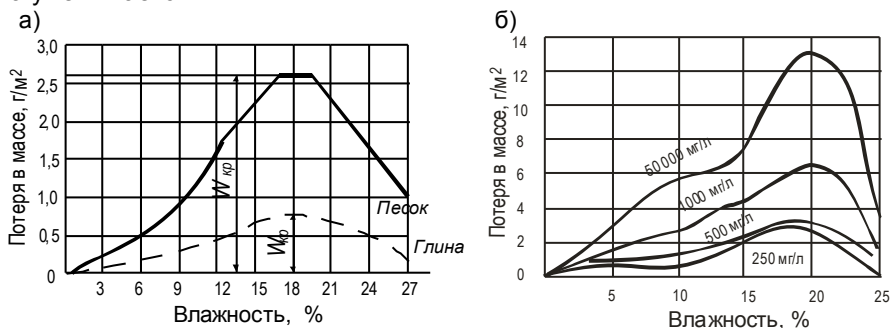 а)
3,0
2,5
2,0
1,5
1,0
0,5
0
3 6 9 12 15 18 21 24 27
Потеря в массе, г/м²
Влажность, %
Wкр
Wкр
Песок
Глина
б)
14
12
10
8
6
4
2
0
5 10 15 20 25
Потеря в массе, г/м²
Влажность, %
50 000 мг/л
1000 мг/л
500 мг/л
250 мг/л